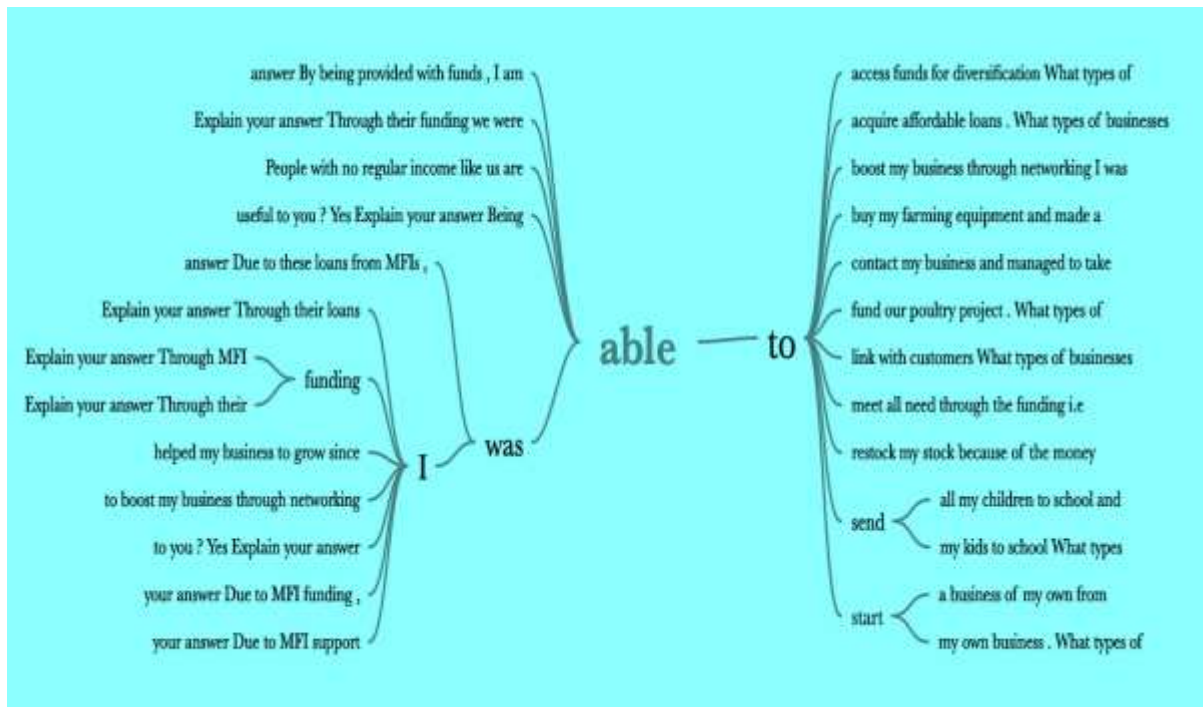 answer By being provided with funds , I am
Explain your answer Through their funding we were
People with no regular income like us are
useful to you ? Yes Explain your answer Being
answer Due to these loans from MFIs ,
Explain your answer Through their loans
Explain your answer Through MFI
Explain your answer Through their
funding
helped my business to grow since
to boost my business through networking
to you ? Yes Explain your answer
your answer Due to MFI funding ,
your answer Due to MFI support
I
was
able
to
access funds for diversification What types of
acquire affordable loans . What types of businesses
boost my business through networking I was
buy my farming equipment and made a
contact my business and managed to take
fund our poultry project . What types of
link with customers What types of businesses
meet all need through the funding i.e
restock my stock because of the money
send
all my children to school and
my kids to school What types
start
a business of my own from
my own business . What types of